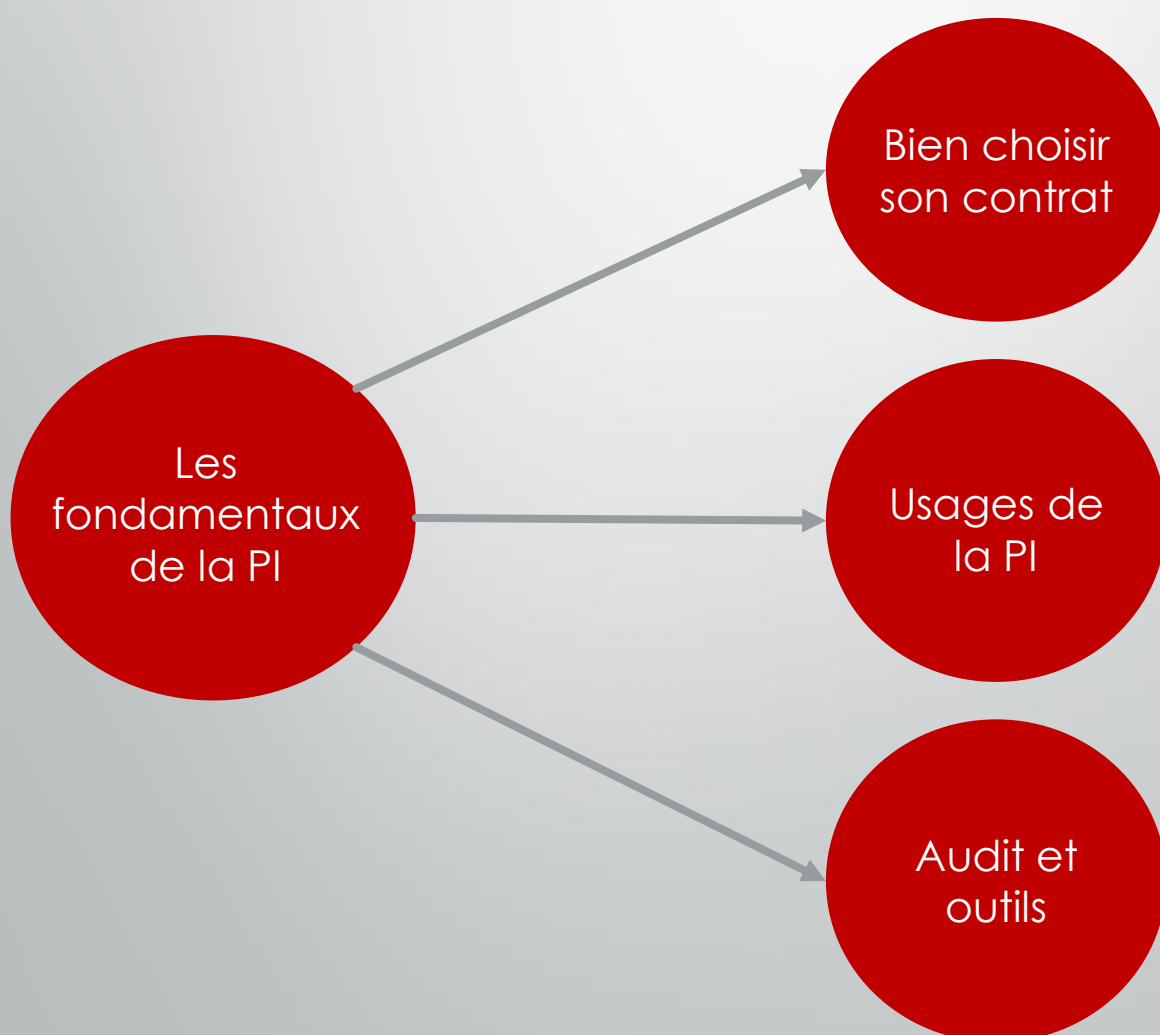 Bien choisir
son contrat
Les
fondamentaux
de la PI
Usages de
la PI
Audit et
outils